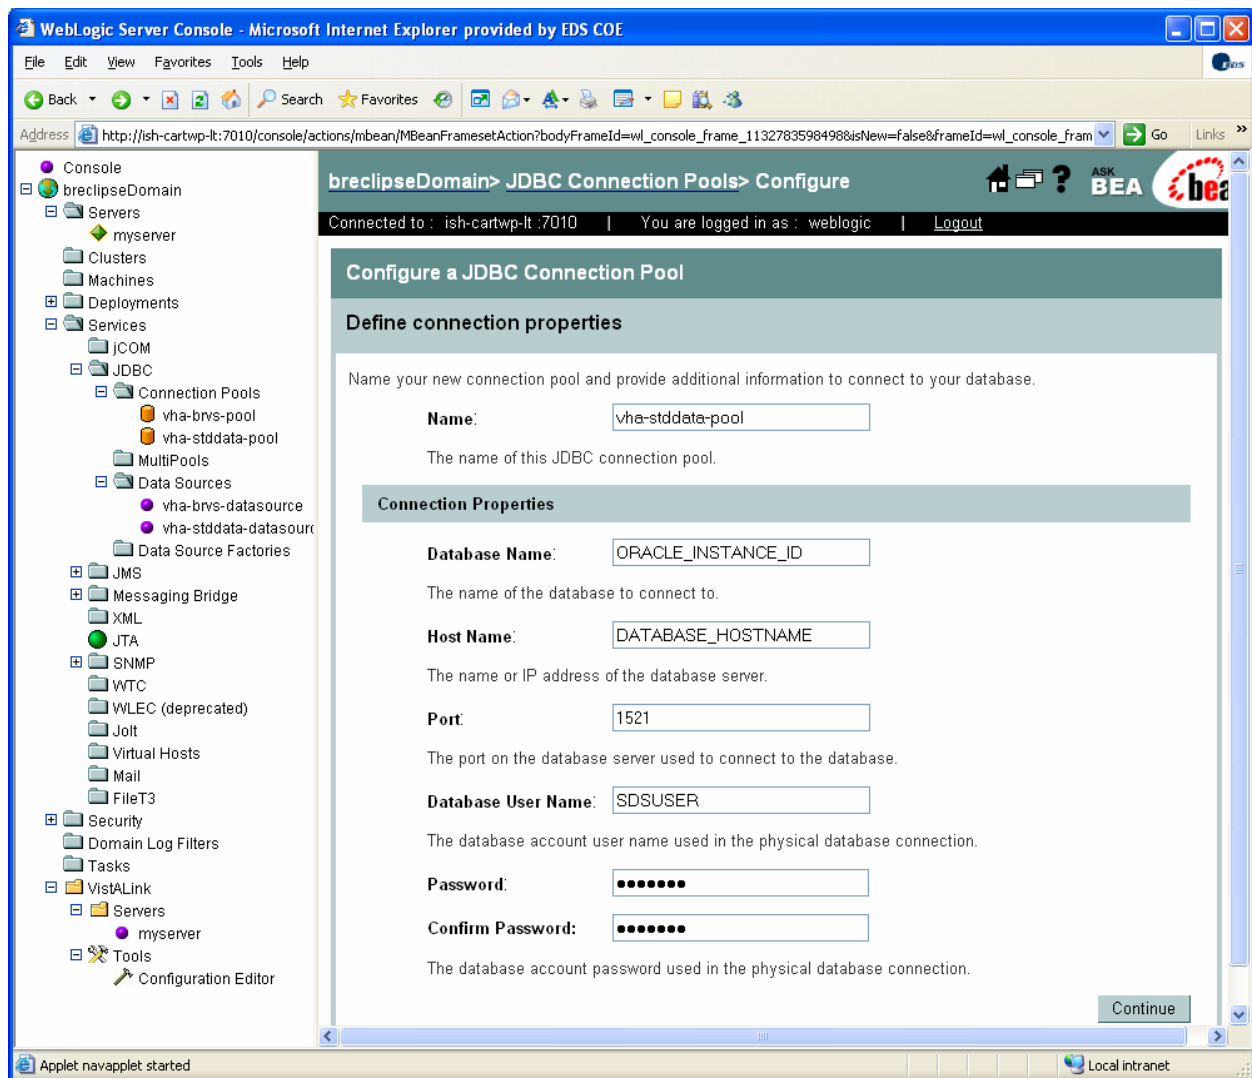 WebLogic Server Console - Microsoft Internet Explorer provided by EDS COE
File Edit View Favorites Tools Help
EDS
Back Search Favorites
Address http://ish-cartwp-lt:7010/console/actions/mbean/MBeanFramesetAction?bodyFrameId=wl_console_frame_1132783598498&isNew=false&frameId=wl_console_fram Go Links »
Console
breclipseDomain
Servers
myserver
Clusters
Machines
Deployments
Services
jCOM
JDBC
Connection Pools
vha-brvs-pool
vha-stddata-pool
MultiPools
Data Sources
vha-brvs-datasource
vha-stddata-datasourc
Data Source Factories
JMS
Messaging Bridge
XML
JTA
SNMP
WTC
WLEC (deprecated)
Jolt
Virtual Hosts
Mail
FileT3
Security
Domain Log Filters
Tasks
VistALink
Servers
myserver
Tools
Configuration Editor
breclipseDomain> JDBC Connection Pools> Configure
? ASK BEA bea
Connected to : ish-cartwp-lt :7010 | You are logged in as : weblogic | Logout
Configure a JDBC Connection Pool
Define connection properties
Name your new connection pool and provide additional information to connect to your database.
Name: vha-stddata-pool
The name of this JDBC connection pool.
Connection Properties
Database Name: ORACLE_INSTANCE_ID
The name of the database to connect to.
Host Name: DATABASE_HOSTNAME
The name or IP address of the database server.
Port: 1521
The port on the database server used to connect to the database.
Database User Name: SDSUSER
The database account user name used in the physical database connection.
Password: •••••••
Confirm Password: •••••••
The database account password used in the physical database connection.
Continue
Applet navapplet started Local intranet